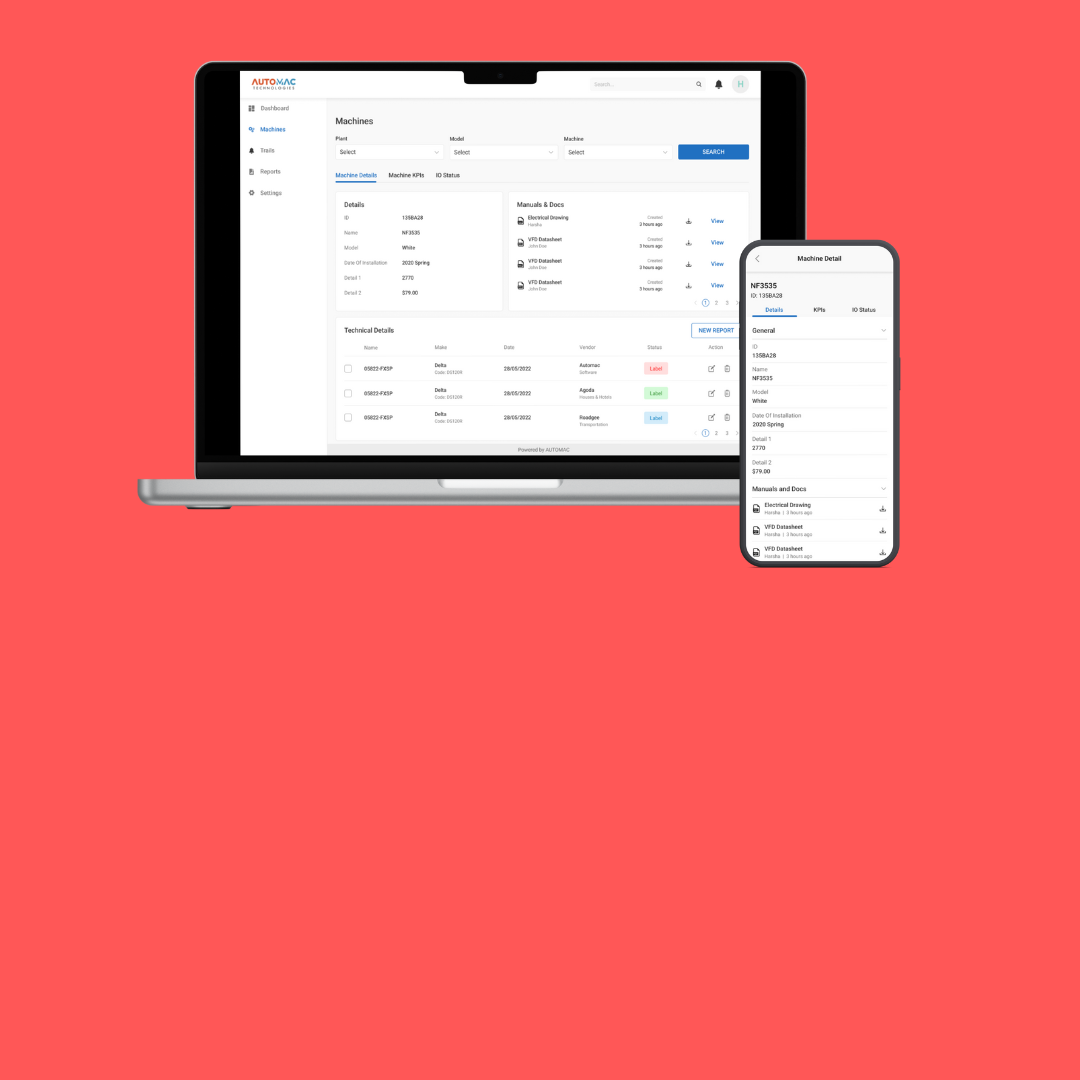 AUTOMAC
TECHNOLOGIES
Search...
H
Dashboard
Machines
Trails
Reports
Settings
Machines
Plant Model Machine
Select Select Select SEARCH
Machine Details Machine KPIs IO Status
Details
ID 135BA28
Name NF3535
Model White
Date Of Installation 2020 Spring
Detail 1 2770
Detail 2 $79.00
Manuals & Docs
Electrical Drawing Created
Harsha 3 hours ago View
VFD Datasheet Created
John Doe 3 hours ago View
VFD Datasheet Created
John Doe 3 hours ago View
VFD Datasheet Created
John Doe 3 hours ago View
1 2 3
Technical Details NEW REPORT
Name Make Date Vendor Status Action
05822-FXSP Delta 28/05/2022 Automac Label
Software
05822-FXSP Delta 28/05/2022 Agoda Label
Houses & Hotels
05822-FXSP Delta 28/05/2022 Roadgee Label
Transportation
1 2 3
Powered by AUTOMAC
Machine Detail
NF3535
ID: 135BA28
Details KPIs IO Status
General
ID
135BA28
Name
NF3535
Model
White
Date Of Installation
2020 Spring
Detail 1
2770
Detail 2
$79.00
Manuals and Docs
Electrical Drawing
Harsha | 3 hours ago
VFD Datasheet
Harsha | 3 hours ago
VFD Datasheet
Harsha | 3 hours ago